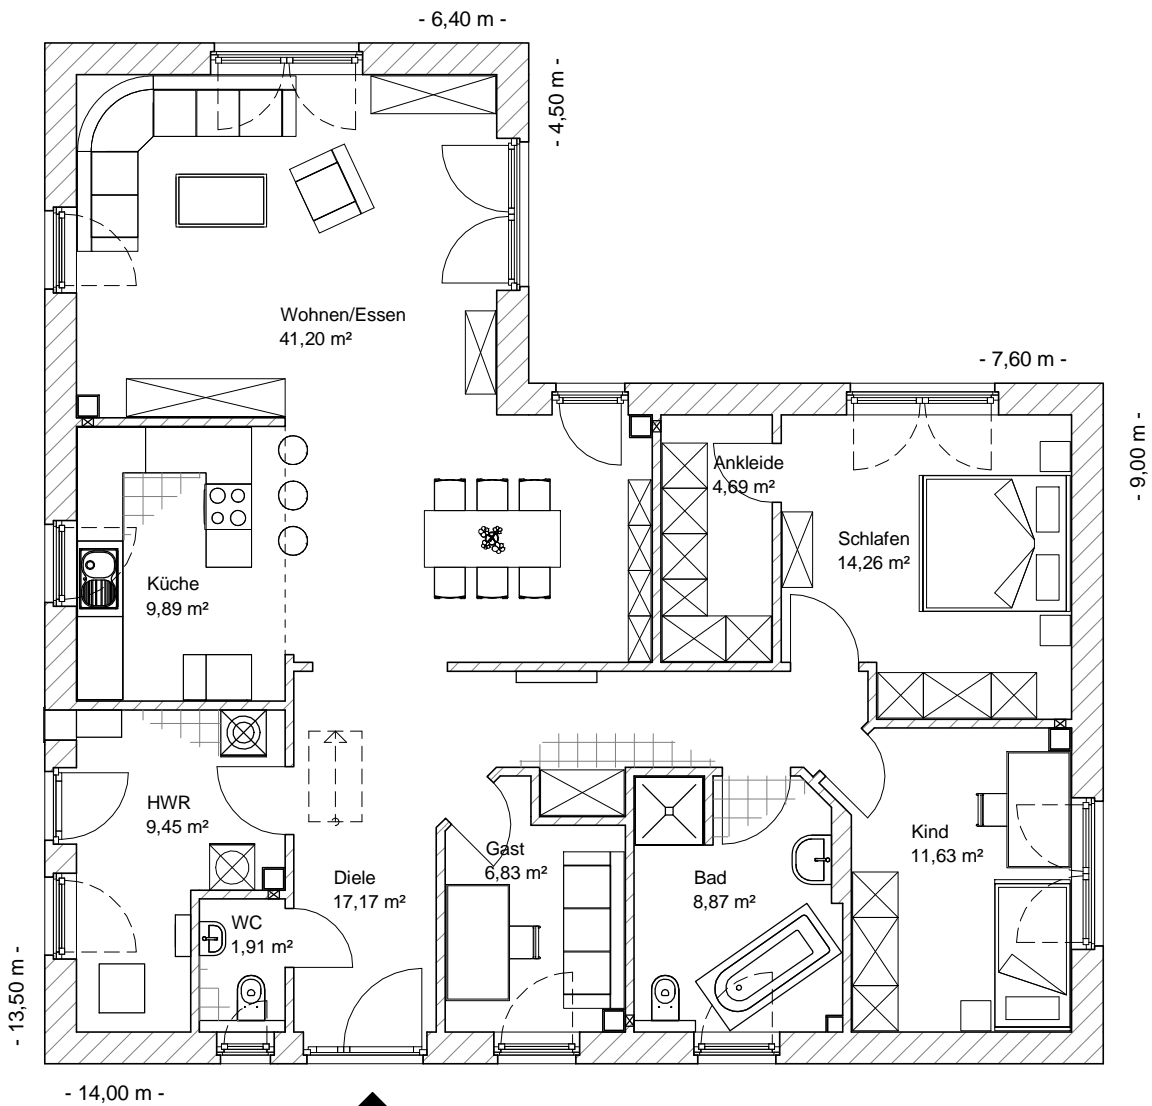 - 6,40 m -
- 4,50 m -
Wohnen/Essen
41,20 m²
- 7,60 m -
- 9,00 m -
Ankleide
4,69 m²
Schlafen
14,26 m²
Küche
9,89 m²
HWR
9,45 m²
Kind
11,63 m²
Gast
6,83 m²
Diele
17,17 m²
Bad
8,87 m²
WC
1,91 m²
- 13,50 m -
- 14,00 m -